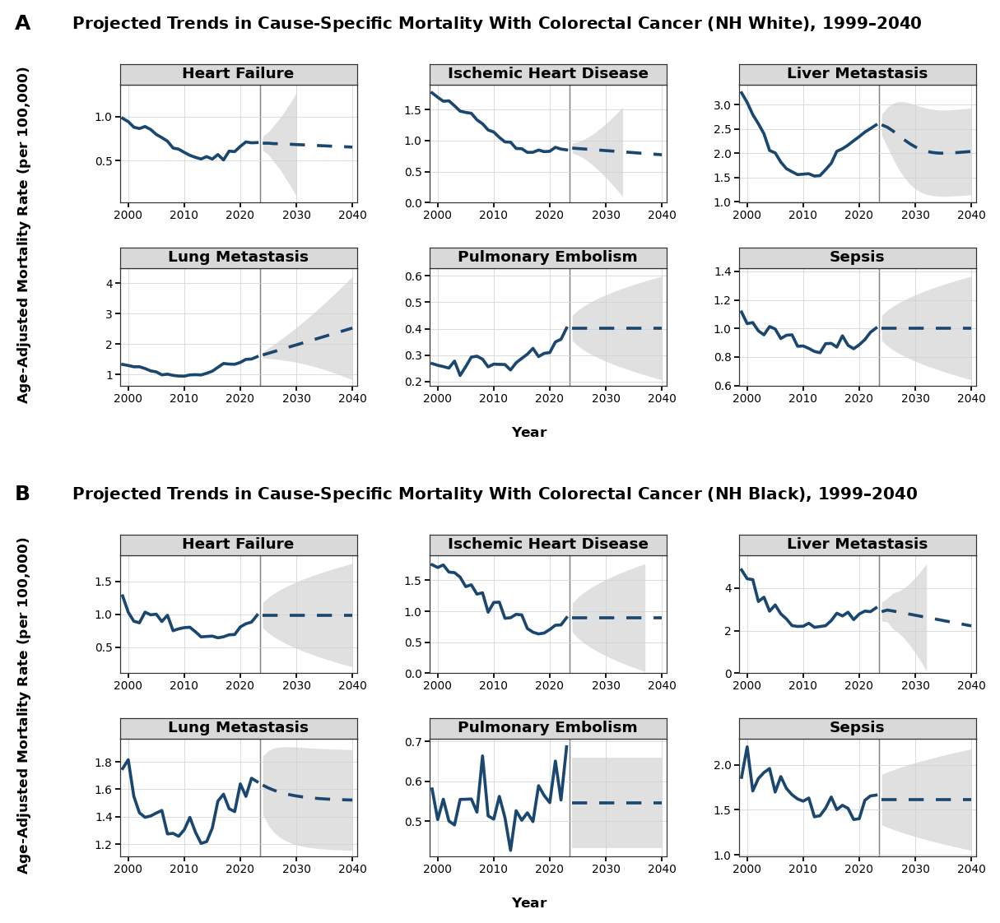 A
Projected Trends in Cause-Specific Mortality With Colorectal Cancer (NH White), 1999–2040
Age-Adjusted Mortality Rate (per 100,000)
Heart Failure
1.0
0.5
2000 2010 2020 2030 2040
Ischemic Heart Disease
1.5
1.0
0.5
0.0
2000 2010 2020 2030 2040
Liver Metastasis
3.0
2.5
2.0
1.5
1.0
2000 2010 2020 2030 2040
Lung Metastasis
4
3
2
1
2000 2010 2020 2030 2040
Pulmonary Embolism
0.6
0.5
0.4
0.3
0.2
2000 2010 2020 2030 2040
Sepsis
1.4
1.2
1.0
0.8
0.6
2000 2010 2020 2030 2040
Year
B
Projected Trends in Cause-Specific Mortality With Colorectal Cancer (NH Black), 1999–2040
Age-Adjusted Mortality Rate (per 100,000)
Heart Failure
1.5
1.0
0.5
2000 2010 2020 2030 2040
Ischemic Heart Disease
1.5
1.0
0.5
0.0
2000 2010 2020 2030 2040
Liver Metastasis
4
2
0
2000 2010 2020 2030 2040
Lung Metastasis
1.8
1.6
1.4
1.2
2000 2010 2020 2030 2040
Pulmonary Embolism
0.7
0.6
0.5
2000 2010 2020 2030 2040
Sepsis
2.0
1.5
1.0
2000 2010 2020 2030 2040
Year